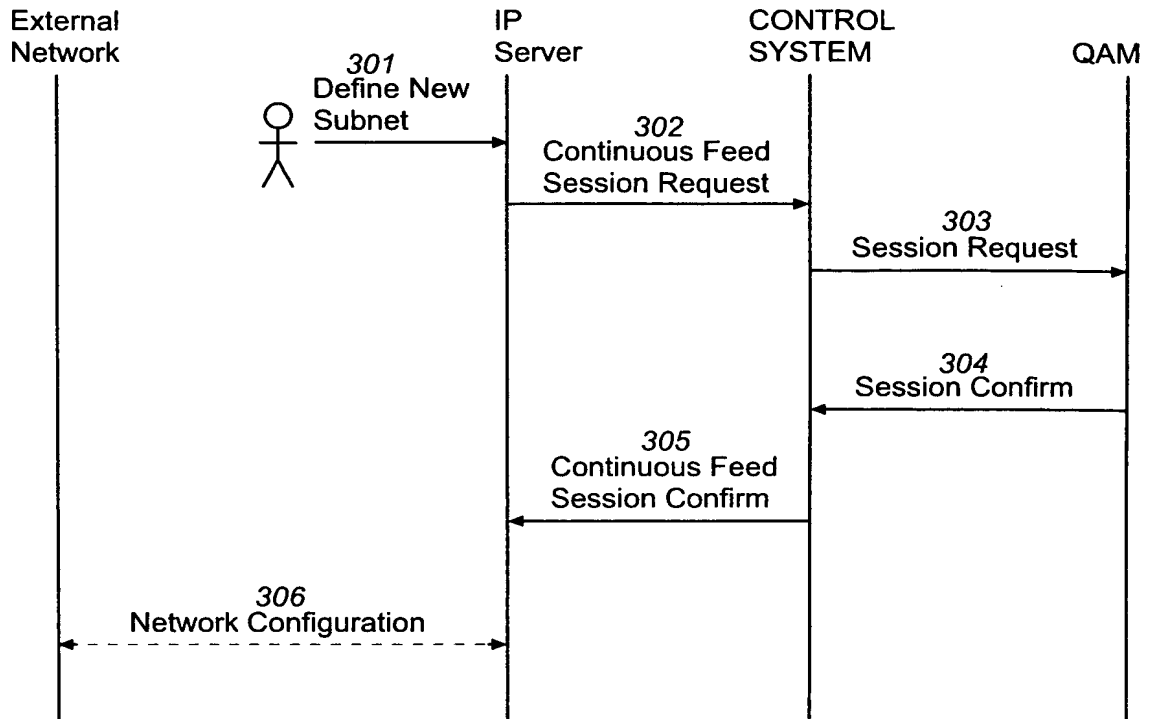 External
Network
IP
Server
CONTROL
SYSTEM
QAM
301
Define New
Subnet
302
Continuous Feed
Session Request
303
Session Request
304
Session Confirm
305
Continuous Feed
Session Confirm
306
Network Configuration